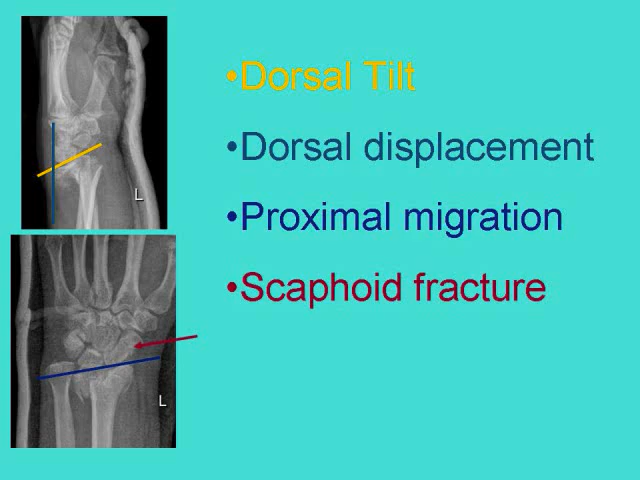 •Dorsal Tilt
•Dorsal displacement
•Proximal migration
•Scaphoid fracture
L
L